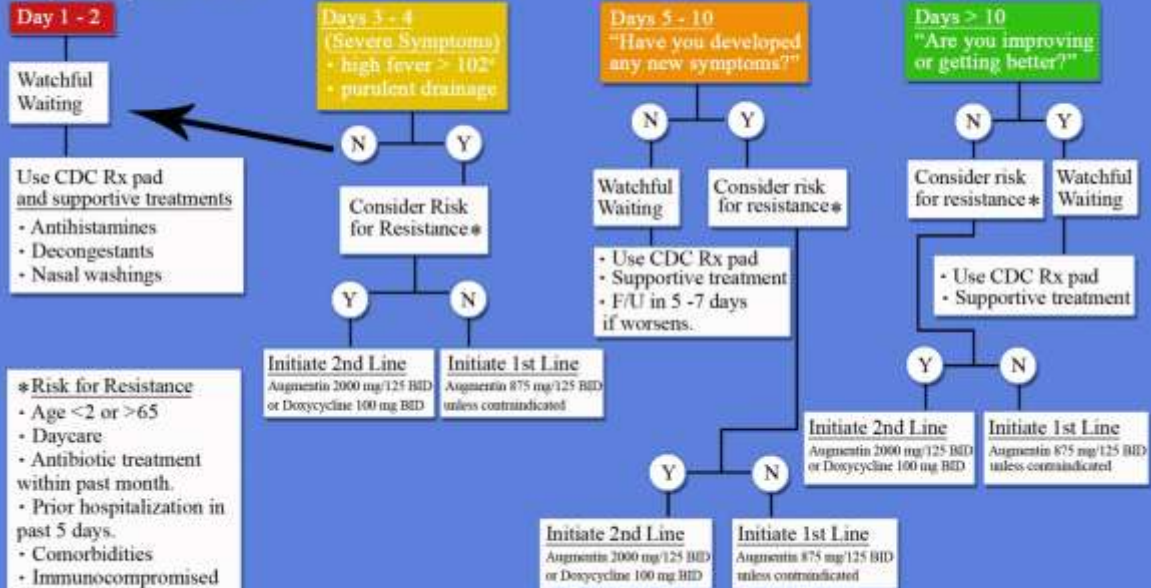 Day 1 - 2
Watchful
Waiting
Use CDC Rx pad
and supportive treatments
• Antihistamines
• Decongestants
• Nasal washings
*Risk for Resistance
• Age <2 or >65
• Daycare
• Antibiotic treatment
within past month.
• Prior hospitalization in
past 5 days.
• Comorbidities
• Immunocompromised
Days 3 - 4
(Severe Symptoms)
• high fever > 102°
• purulent drainage
N
Y
Consider Risk
for Resistance*
Y
N
Initiate 2nd Line
Augmentin 2000 mg/125 BID
or Doxycycline 100 mg BID
Initiate 1st Line
Augmentin 875 mg/125 BID
unless contraindicated
Days 5 - 10
"Have you developed
any new symptoms?"
N
Y
Watchful
Waiting
Consider risk
for resistance*
• Use CDC Rx pad
• Supportive treatment
• F/U in 5 -7 days
if worsens.
Y
N
Initiate 2nd Line
Augmentin 2000 mg/125 BID
or Doxycycline 100 mg BID
Initiate 1st Line
Augmentin 875 mg/125 BID
unless contraindicated
Days > 10
"Are you improving
or getting better?"
N
Y
Consider risk
for resistance*
Watchful
Waiting
• Use CDC Rx pad
• Supportive treatment
Y
N
Initiate 2nd Line
Augmentin 2000 mg/125 BID
or Doxycycline 100 mg BID
Initiate 1st Line
Augmentin 875 mg/125 BID
unless contraindicated